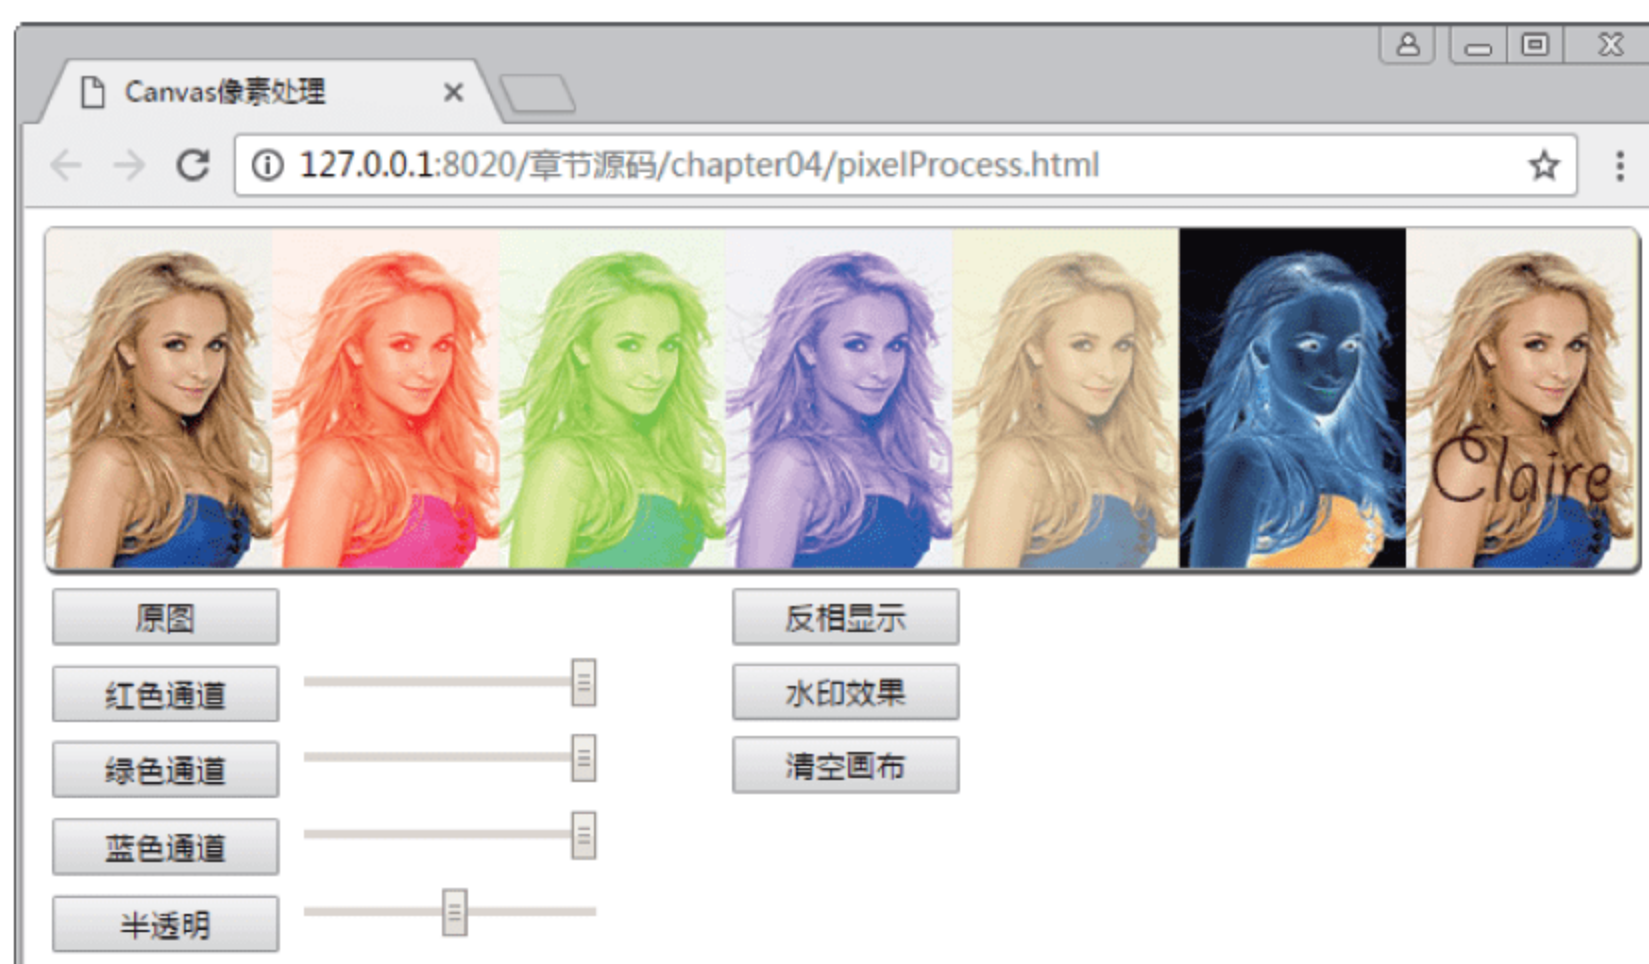 Canvas像素处理
127.0.0.1:8020/章节源码/chapter04/pixelProcess.html
Claire
原图
反相显示
红色通道
水印效果
绿色通道
清空画布
蓝色通道
半透明